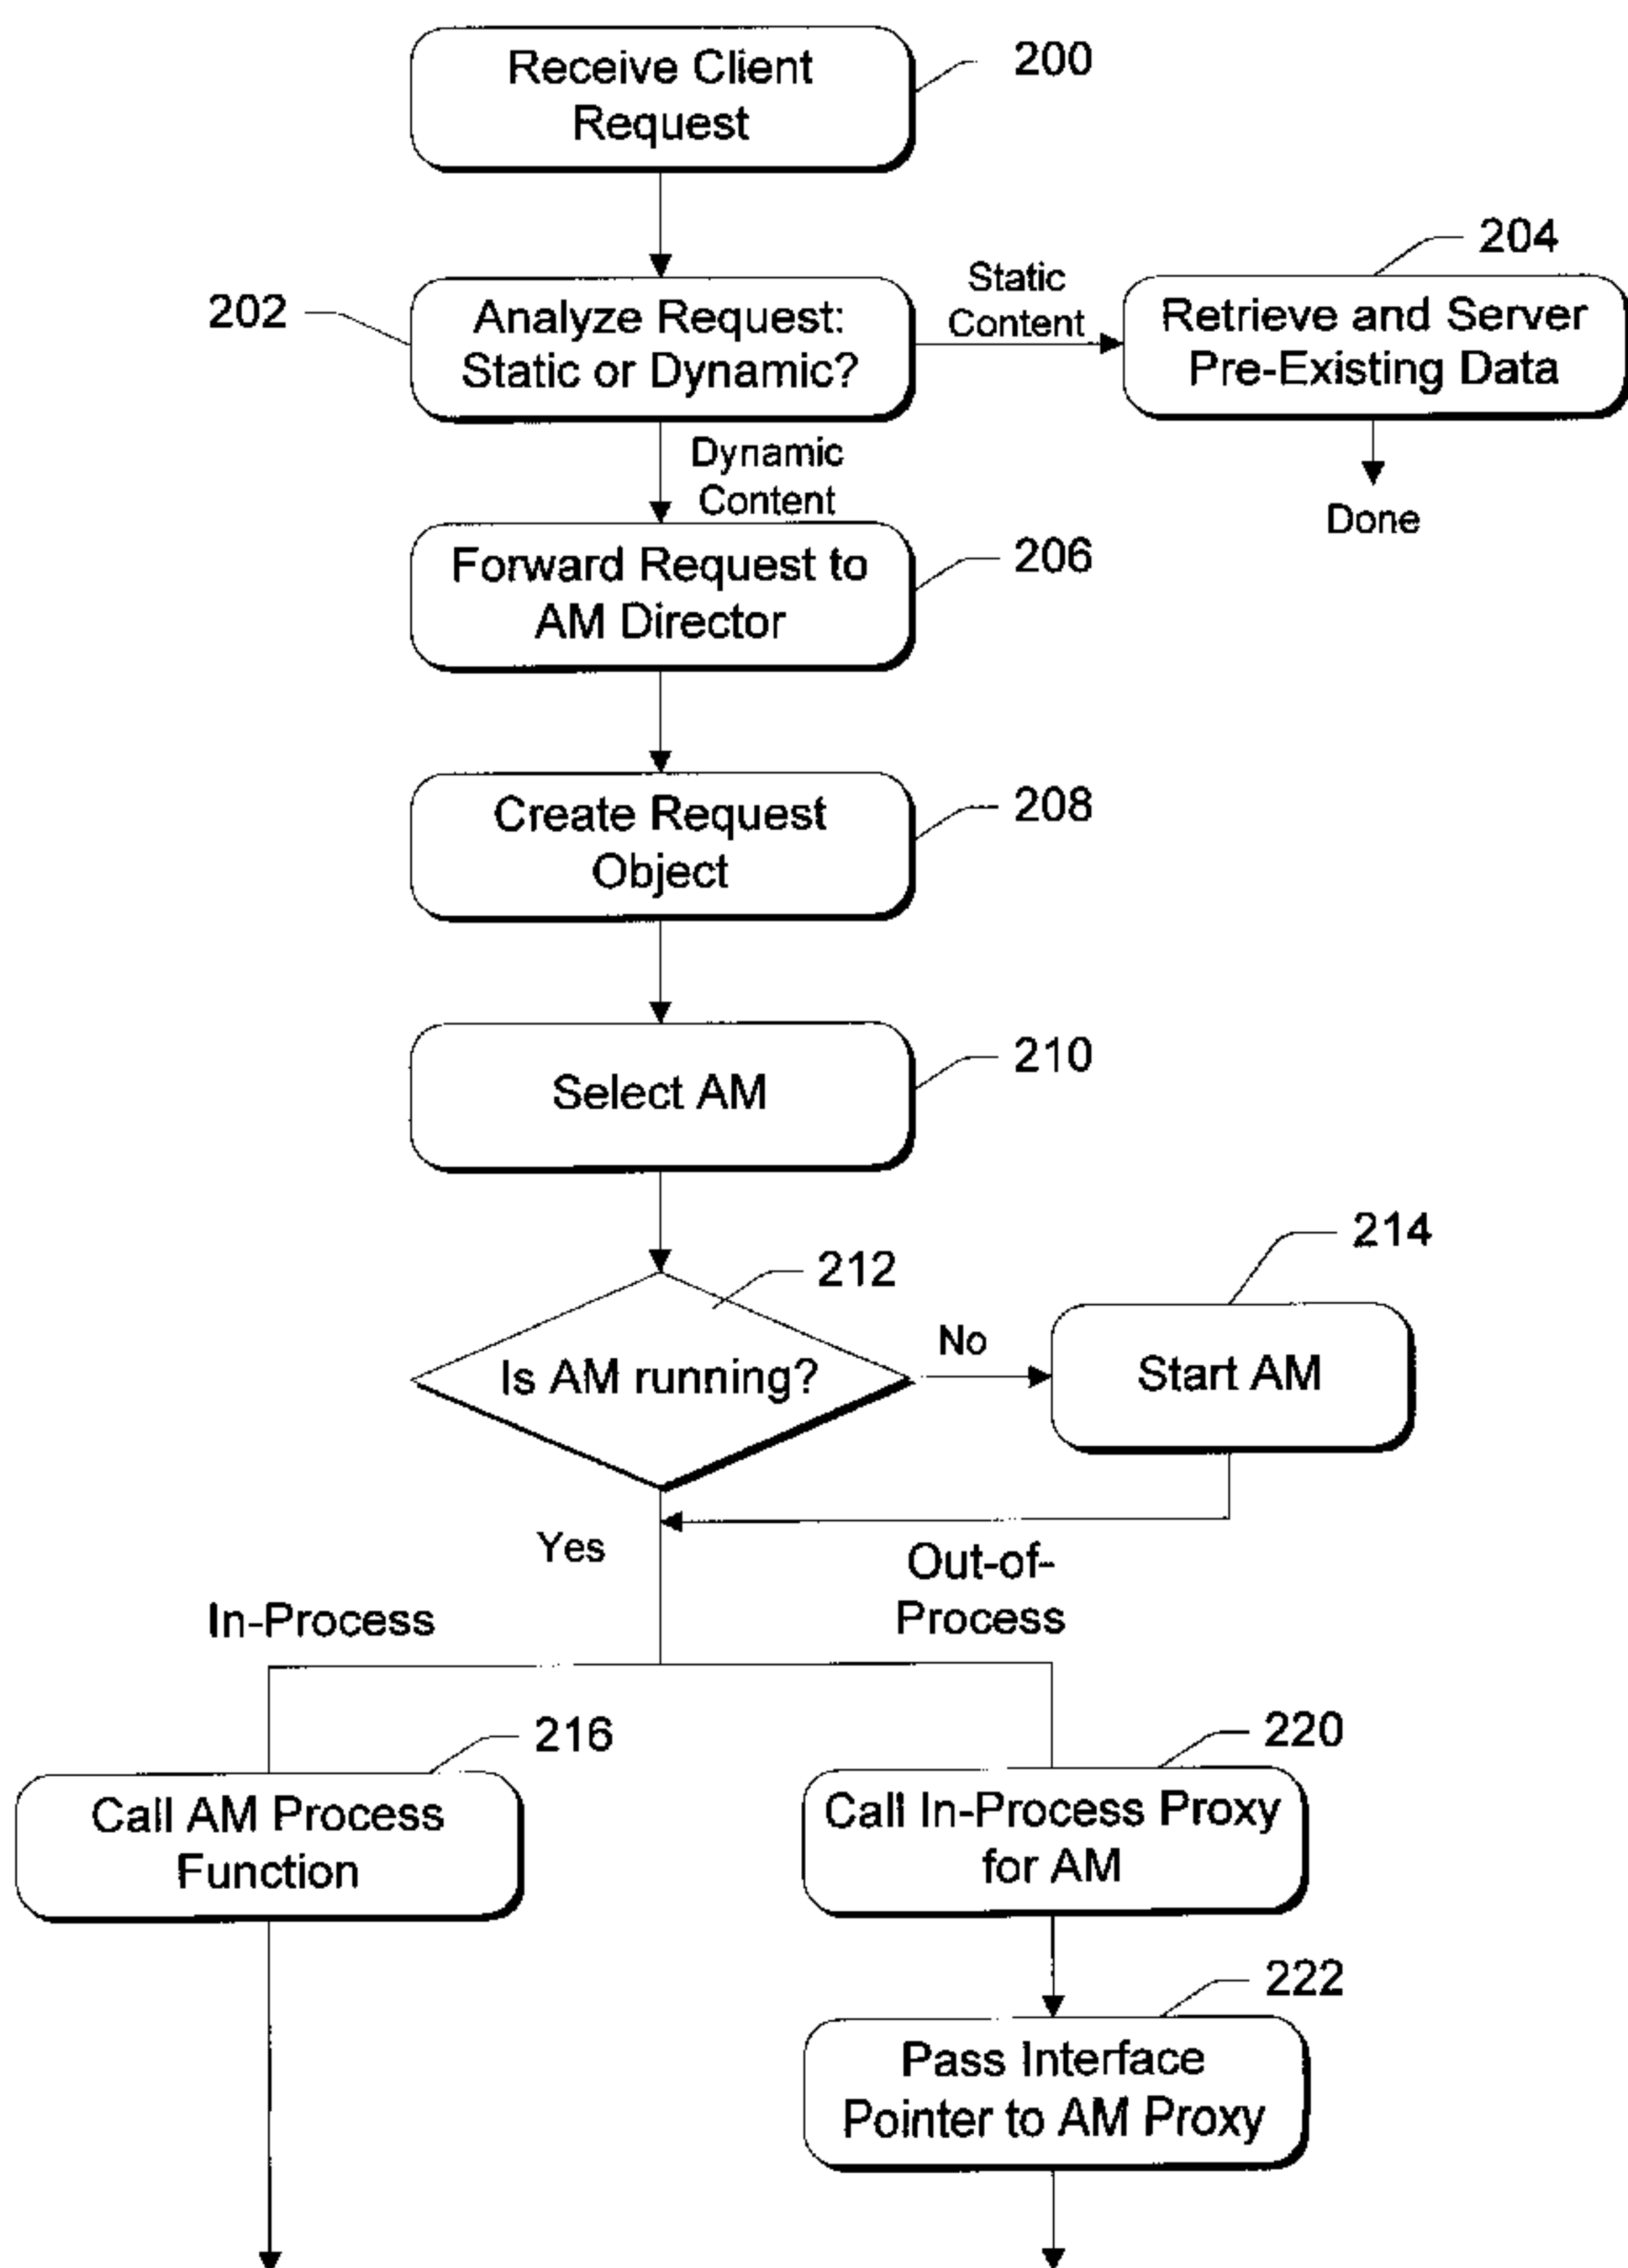 Receive Client
Request
200
202
Analyze Request:
Static or Dynamic?
Static
Content
204
Retrieve and Server
Pre-Existing Data
Done
Dynamic
Content
Forward Request to
AM Director
206
Create Request
Object
208
Select AM
210
212
Is AM running?
No
214
Start AM
Yes
In-Process
Out-of-
Process
216
Call AM Process
Function
220
Call In-Process Proxy
for AM
222
Pass Interface
Pointer to AM Proxy